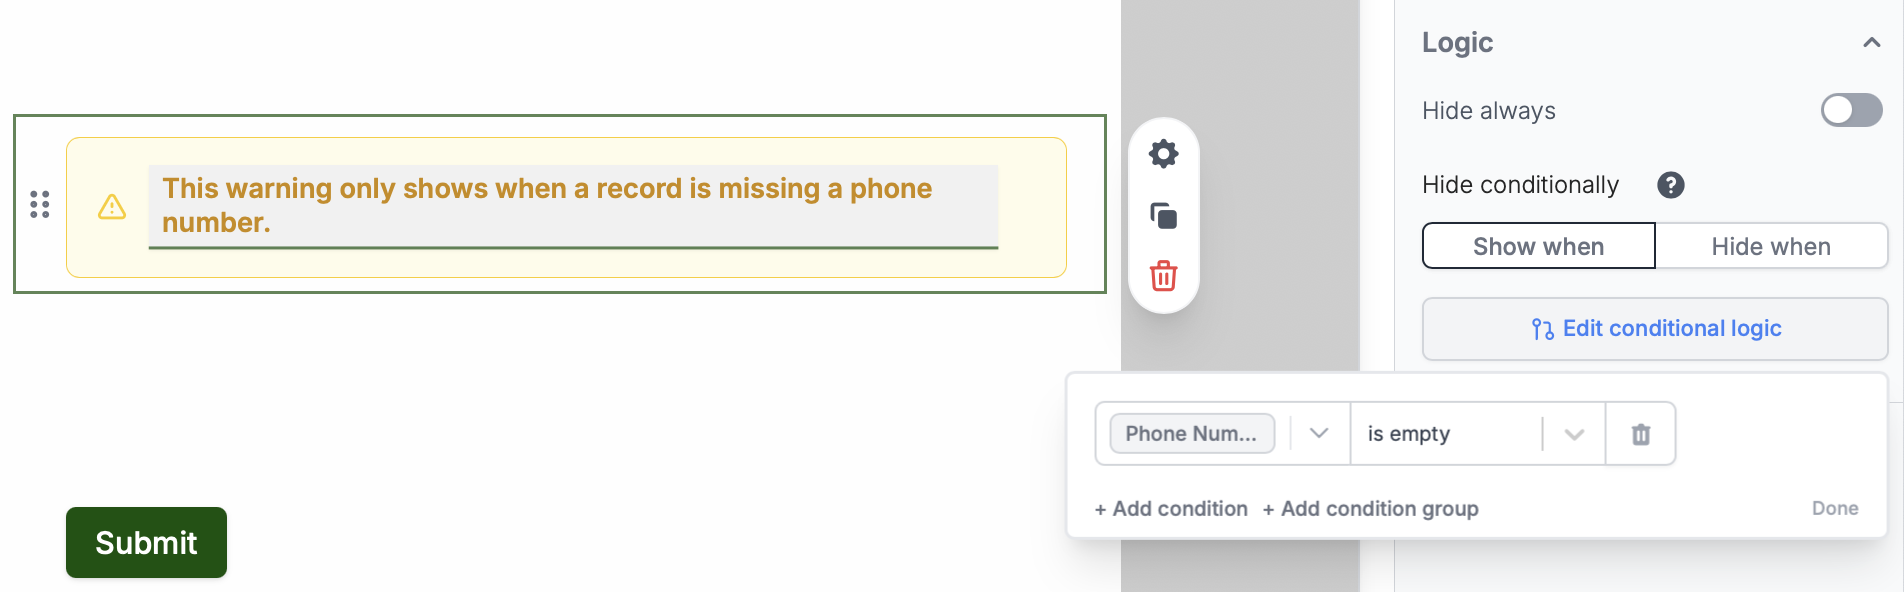 This warning only shows when a record is missing a phone
number.
Submit
Logic
Hide always
Hide conditionally ?
Show when
Hide when
Edit conditional logic
Phone Num...
is empty
+ Add condition + Add condition group
Done